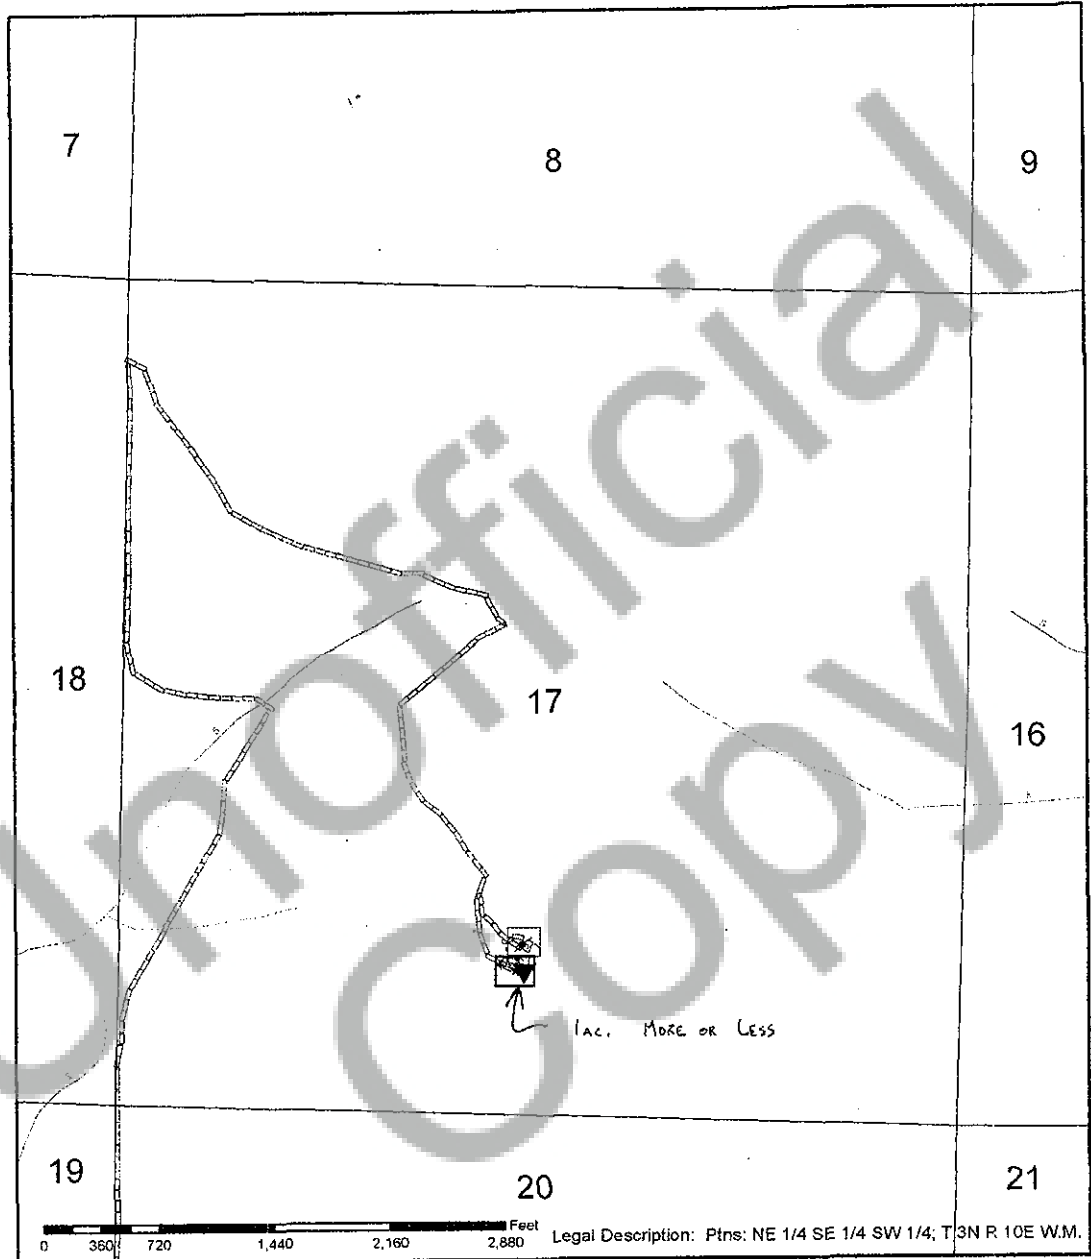 7
8
9
18
17
16
1 ac. More or Less
19
20
21
0 360 720 1,440 2,160 2,880 Feet
Legal Description: Ptns: NE 1/4 SE 1/4 SW 1/4; T 3N R 10E W.M.
Unofficial
Copy